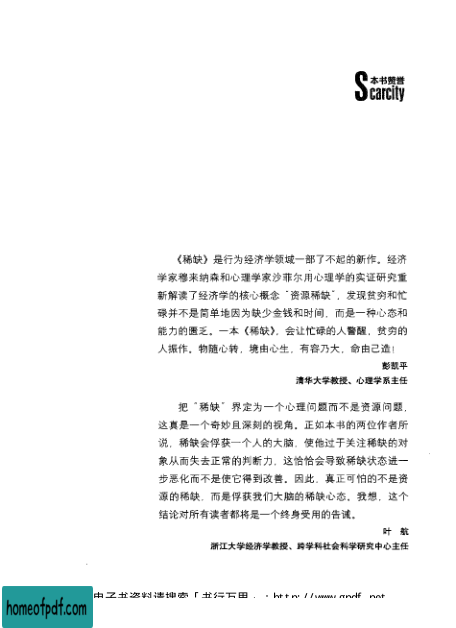 本书赞誉
Scarcity
《稀缺》是行为经济学领域一部了不起的新作。经济
学家穆来纳森和心理学家沙菲尔用心理学的实证研究重
新解读了经济学的核心概念“资源稀缺”，发现贫穷和忙
碌并不是简单地因为缺少金钱和时间，而是一种心态和
能力的匮乏。一本《稀缺》，会让忙碌的人警醒，贫穷的
人振作。物随心转，境由心生，有容乃大，命由己造！
彭凯平
清华大学教授、心理学系主任
把“稀缺”界定为一个心理问题而不是资源问题，
这真是一个奇妙且深刻的视角。正如本书的两位作者所
说，稀缺会俘获一个人的大脑，使他过于关注稀缺的对
象从而失去正常的判断力，这恰恰会导致稀缺状态进一
步恶化而不是使它得到改善。因此，真正可怕的不是资
源的稀缺，而是俘获我们大脑的稀缺心态。我想，这个
结论对所有读者都将是一个终身受用的告诫。
叶 航
浙江大学经济学教授、跨学科社会科学研究中心主任
电子书资料请搜索「书行万里」：http://www.gpdf.net
homeofpdf.com